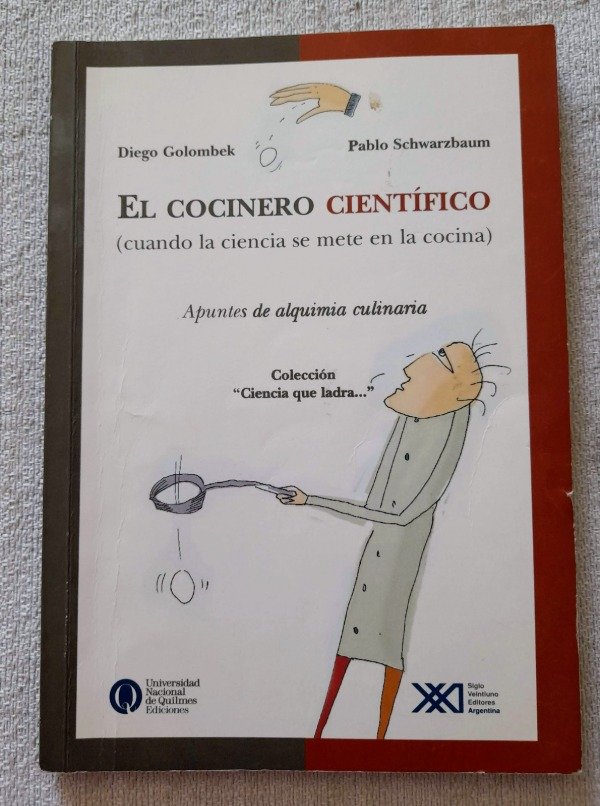 Diego Golombek
Pablo Schwarzbaum
EL COCINERO CIENTÍFICO
(cuando la ciencia se mete en la cocina)
Apuntes de alquimia culinaria
Colección
“Ciencia que ladra...”
Universidad
Nacional
de Quilmes
Ediciones
Siglo
Veintiuno
Editores
Argentina